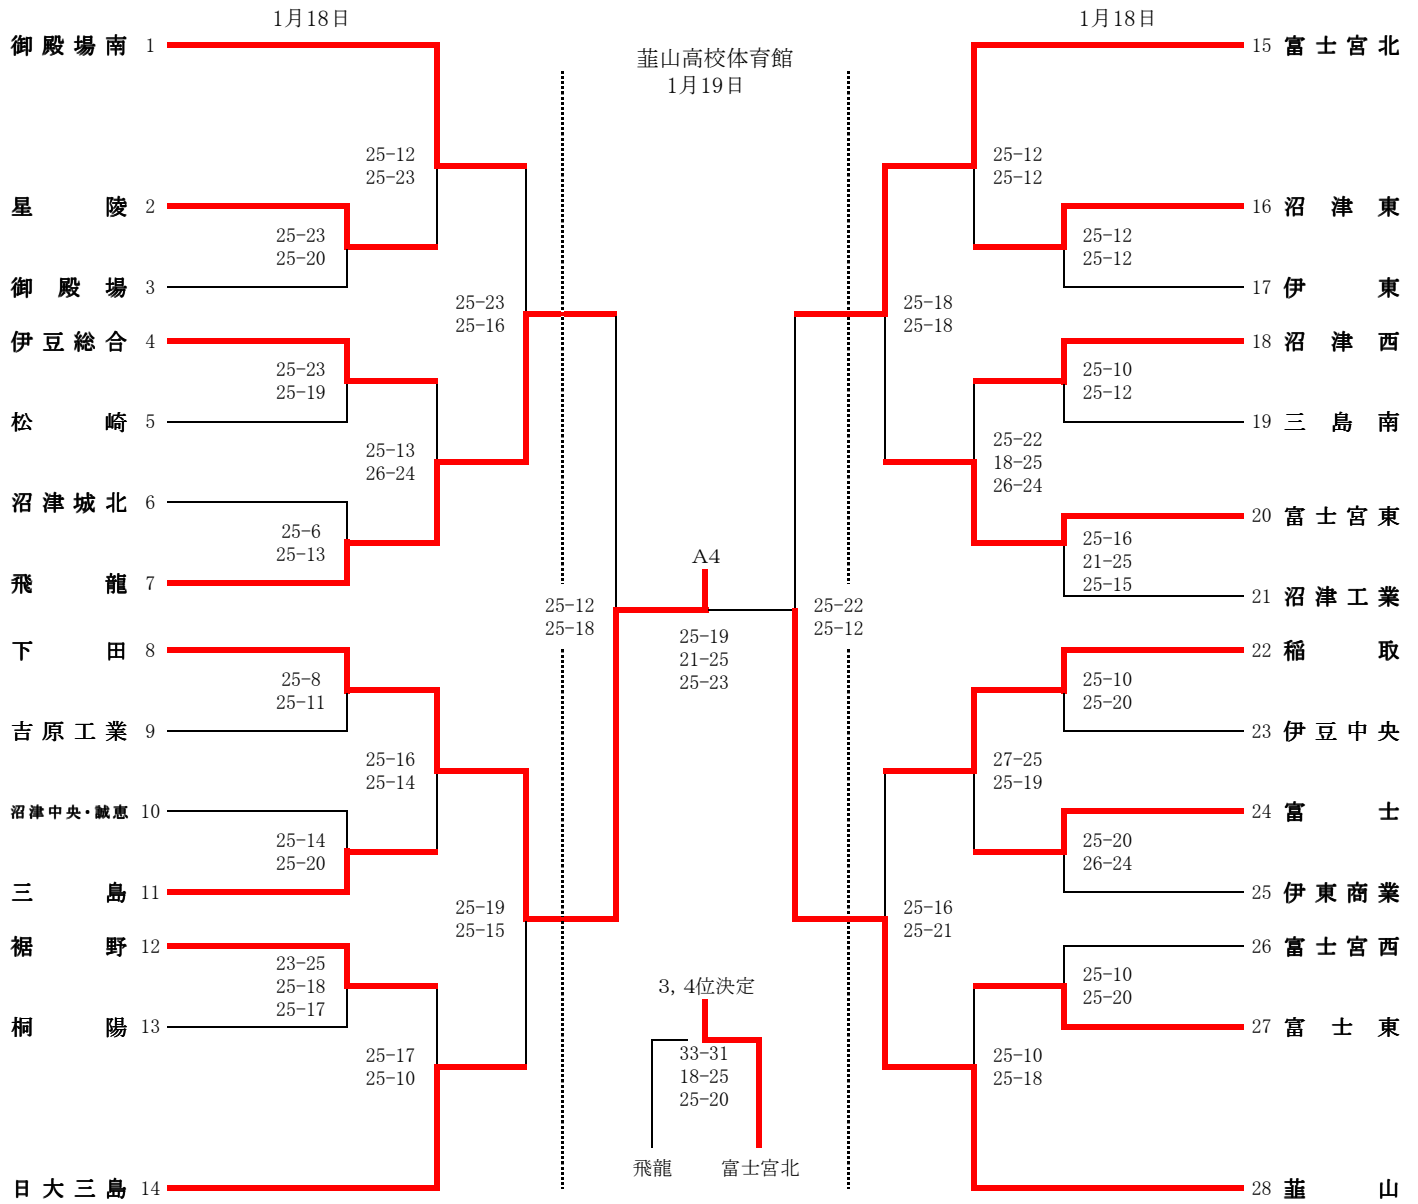 1月18日
1月18日
韮山高校体育館
1月19日
御殿場南 1
星陵 2
御殿場 3
伊豆総合 4
松崎 5
沼津城北 6
飛龍 7
下田 8
吉原工業 9
沼津中央・誠恵 10
三島 11
裾野 12
桐陽 13
日大三島 14
25-12
25-23
25-23
25-20
25-23
25-16
25-23
25-19
25-13
26-24
25-6
25-13
25-12
25-18
25-8
25-11
25-16
25-14
25-14
25-20
25-19
25-15
23-25
25-18
25-17
25-17
25-10
A4
25-19
21-25
25-23
3,4位決定
33-31
18-25
25-20
飛龍
富士宮北
25-12
25-12
25-12
25-12
25-18
25-18
25-10
25-12
25-22
18-25
26-24
25-16
21-25
25-15
25-22
25-12
25-10
25-20
27-25
25-19
25-20
26-24
25-16
25-21
25-10
25-20
25-10
25-18
15 富士宮北
16 沼津東
17 伊東
18 沼津西
19 三島南
20 富士宮東
21 沼津工業
22 稲取
23 伊豆中央
24 富士
25 伊東商業
26 富士宮西
27 富士東
28 韮山